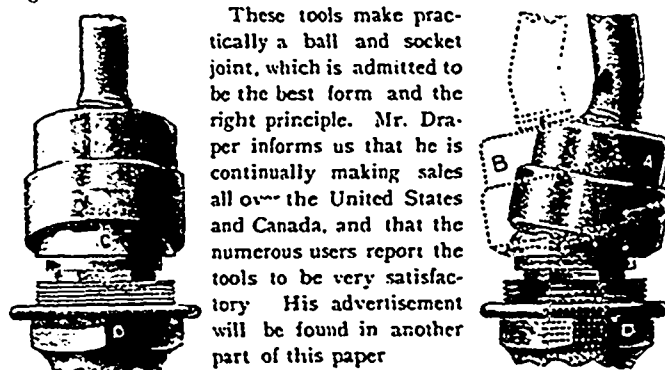 These tools make prac-
tically a ball and socket
joint, which is admitted to
be the best form and the
right principle. Mr. Dra-
per informs us that he is
continually making sales
all over the United States
and Canada, and that the
numerous users report the
tools to be very satisfac-
tory His advertisement
will be found in another
part of this paper
C
D
B
A
D